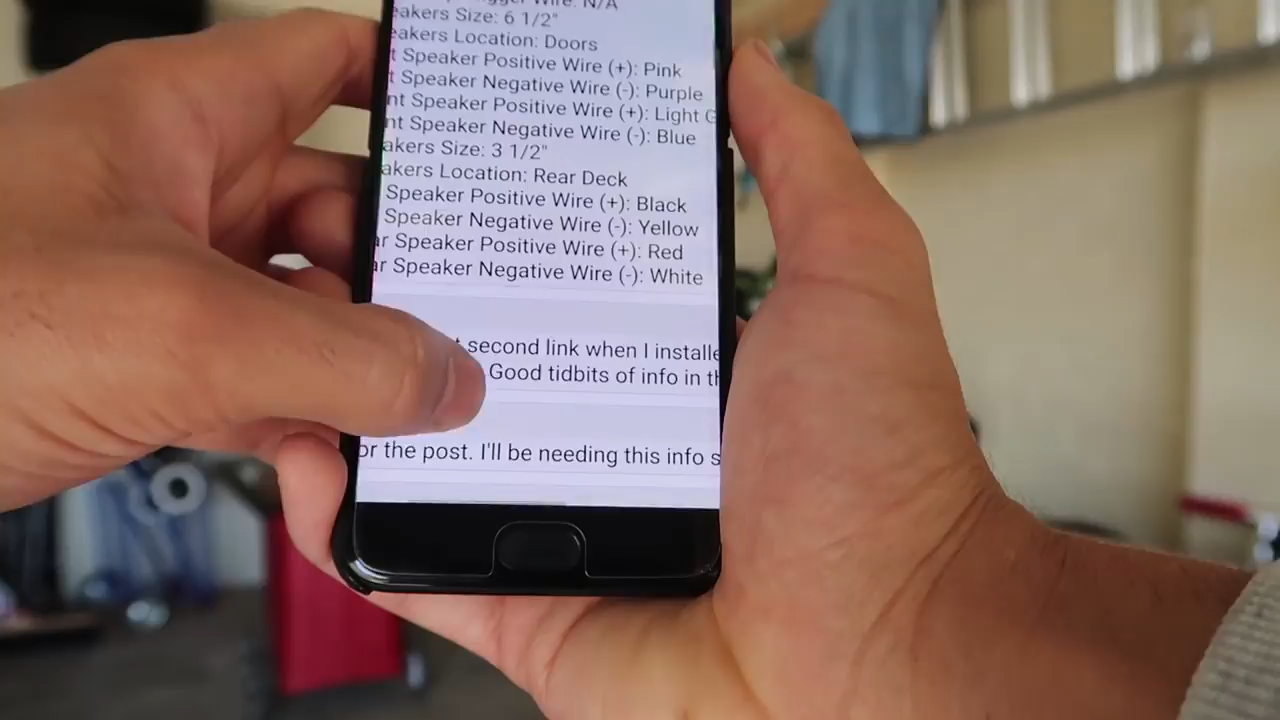 Wire: N/A
eakers Size: 6 1/2"
eakers Location: Doors
t Speaker Positive Wire (+): Pink
t Speaker Negative Wire (-): Purple
nt Speaker Positive Wire (+): Light G
nt Speaker Negative Wire (-): Blue
akers Size: 3 1/2"
akers Location: Rear Deck
Speaker Positive Wire (+): Black
Speaker Negative Wire (-): Yellow
ar Speaker Positive Wire (+): Red
ar Speaker Negative Wire (-): White
t second link when I installe
Good tidbits of info in th
or the post. I'll be needing this info s